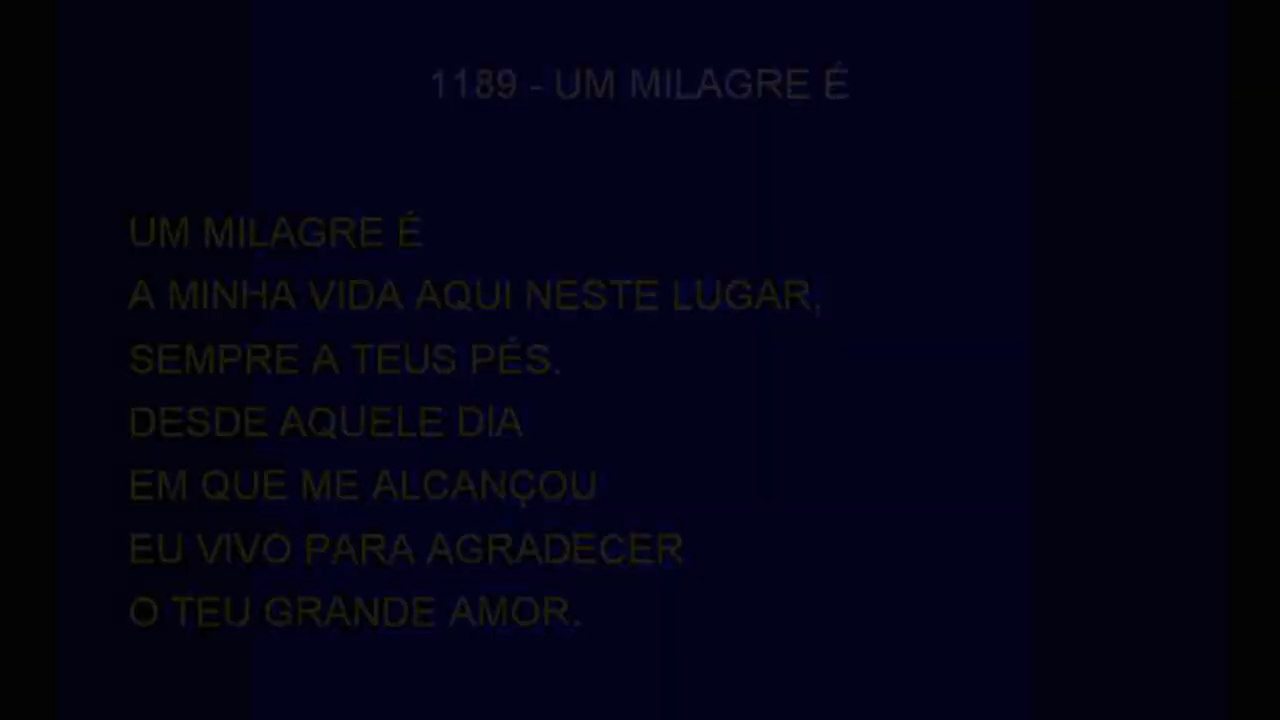 1189 - UM MILAGRE É
UM MILAGRE É
A MINHA VIDA AQUI NESTE LUGAR,
SEMPRE A TEUS PÉS.
DESDE AQUELE DIA
EM QUE ME ALCANÇOU
EU VIVO PARA AGRADECER
O TEU GRANDE AMOR.